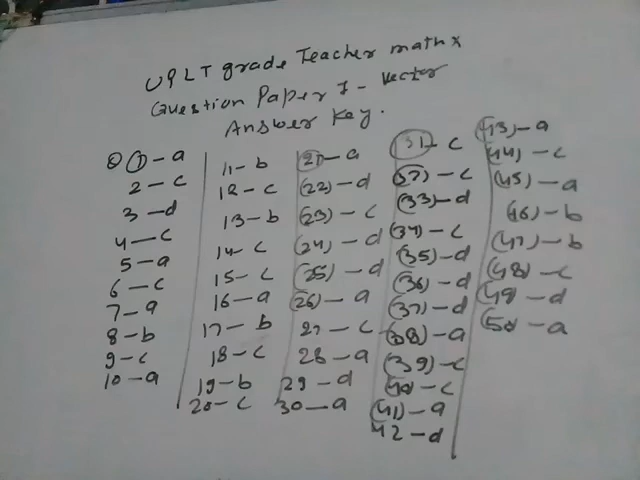 UPLT grade Teacher maths
Question Paper 1 - Vector
Answer Key.
(1) - a
2 - c
3 - d
4 - c
5 - a
6 - c
7 - a
8 - b
9 - c
10 - a
11 - b
12 - c
13 - b
14 - c
15 - c
16 - a
17 - b
18 - c
19 - b
20 - c
(21) - a
(22) - d
(23) - c
(24) - d
(25) - d
(26) - a
27 - c
28 - a
29 - d
30 - a
(31) - c
(32) - c
(33) - d
(34) - c
(35) - d
(36) - d
(37) - d
(38) - a
(39) - c
(40) - c
(41) - a
42 - d
(43) - a
(44) - c
(45) - a
(46) - b
(47) - b
(48) - c
(49) - d
(50) - a